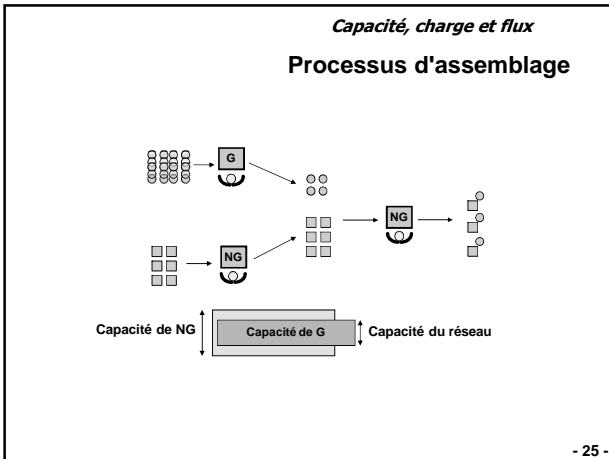 Capacité, charge et flux
Processus d'assemblage
G
NG
NG
Capacité de NG
Capacité de G
Capacité du réseau
- 25 -